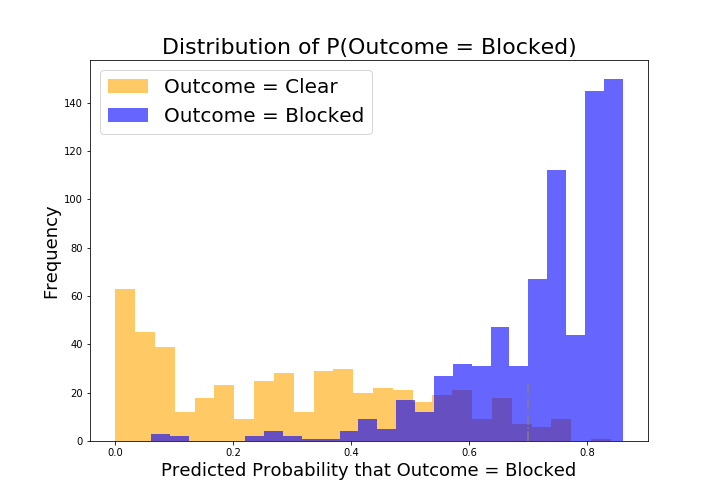 Distribution of P(Outcome = Blocked)
Outcome = Clear
Outcome = Blocked
Frequency
140
120
100
80
60
40
20
0
0.0 0.2 0.4 0.6 0.8
Predicted Probability that Outcome = Blocked